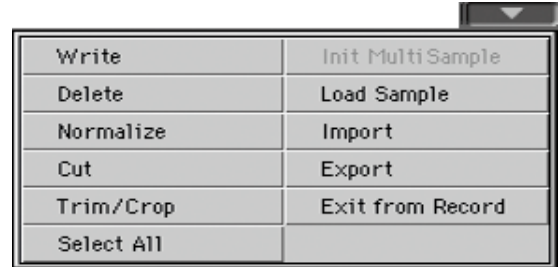 Write
Delete
Normalize
Cut
Trim/Crop
Select All
Init MultiSample
Load Sample
Import
Export
Exit from Record